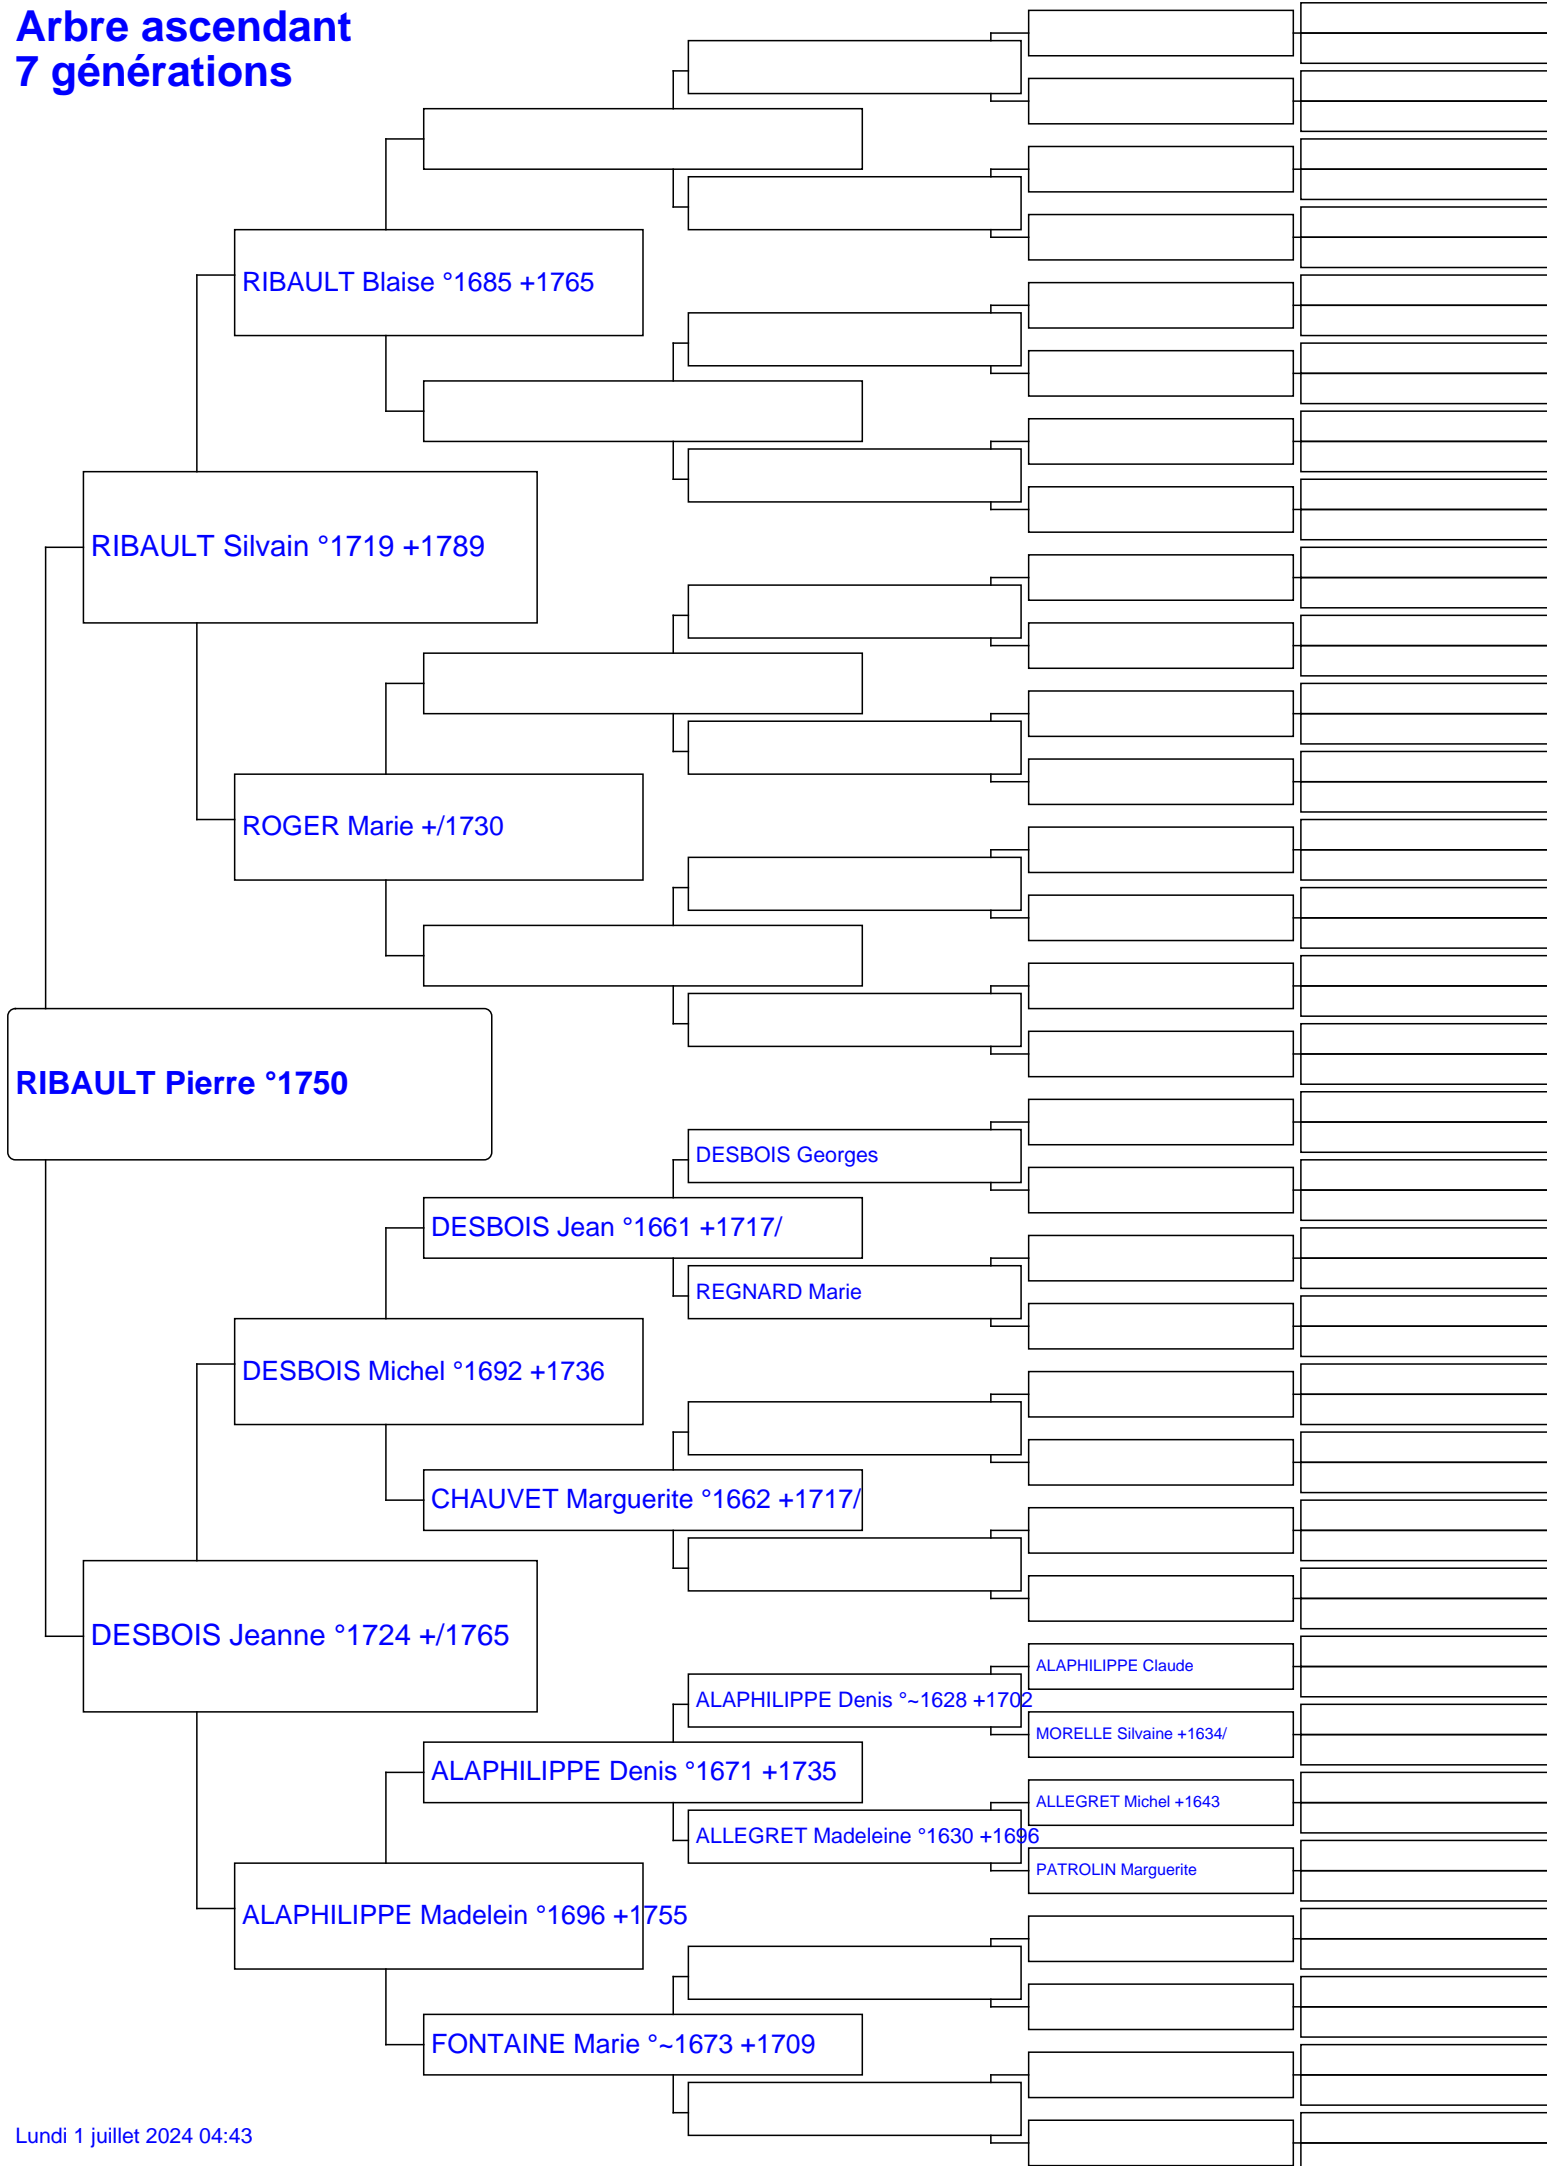 Arbre ascendant
7 générations
RIBAULT Blaise °1685 +1765
RIBAULT Silvain °1719 +1789
ROGER Marie +/1730
RIBAULT Pierre °1750
DESBOIS Georges
DESBOIS Jean °1661 +1717/
REGNARD Marie
DESBOIS Michel °1692 +1736
CHAUVET Marguerite °1662 +1717/
DESBOIS Jeanne °1724 +/1765
ALAPHILIPPE Claude
ALAPHILIPPE Denis °~1628 +1702
MORELLE Silvaine +1634/
ALAPHILIPPE Denis °1671 +1735
ALLEGRET Michel +1643
ALLEGRET Madeleine °1630 +1696
PATROLIN Marguerite
ALAPHILIPPE Madelein °1696 +1755
FONTAINE Marie °~1673 +1709
Lundi 1 juillet 2024 04:43